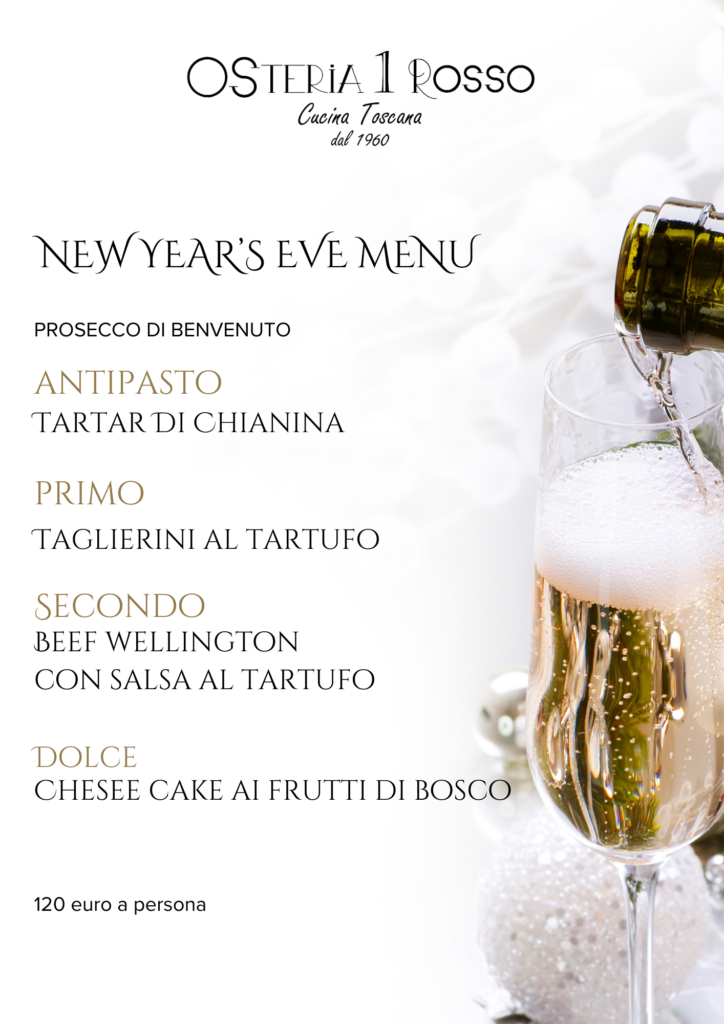 OSTERIA 1 ROSSO
Cucina Toscana
dal 1960
NEW YEAR'S EVE MENU
PROSECCO DI BENVENUTO
ANTIPASTO
TARTAR DI CHIANINA
PRIMO
TAGLIERINI AL TARTUFO
SECONDO
BEEF WELLINGTON
CON SALSA AL TARTUFO
DOLCE
CHESEE CAKE AI FRUTTI DI BOSCO
120 euro a persona